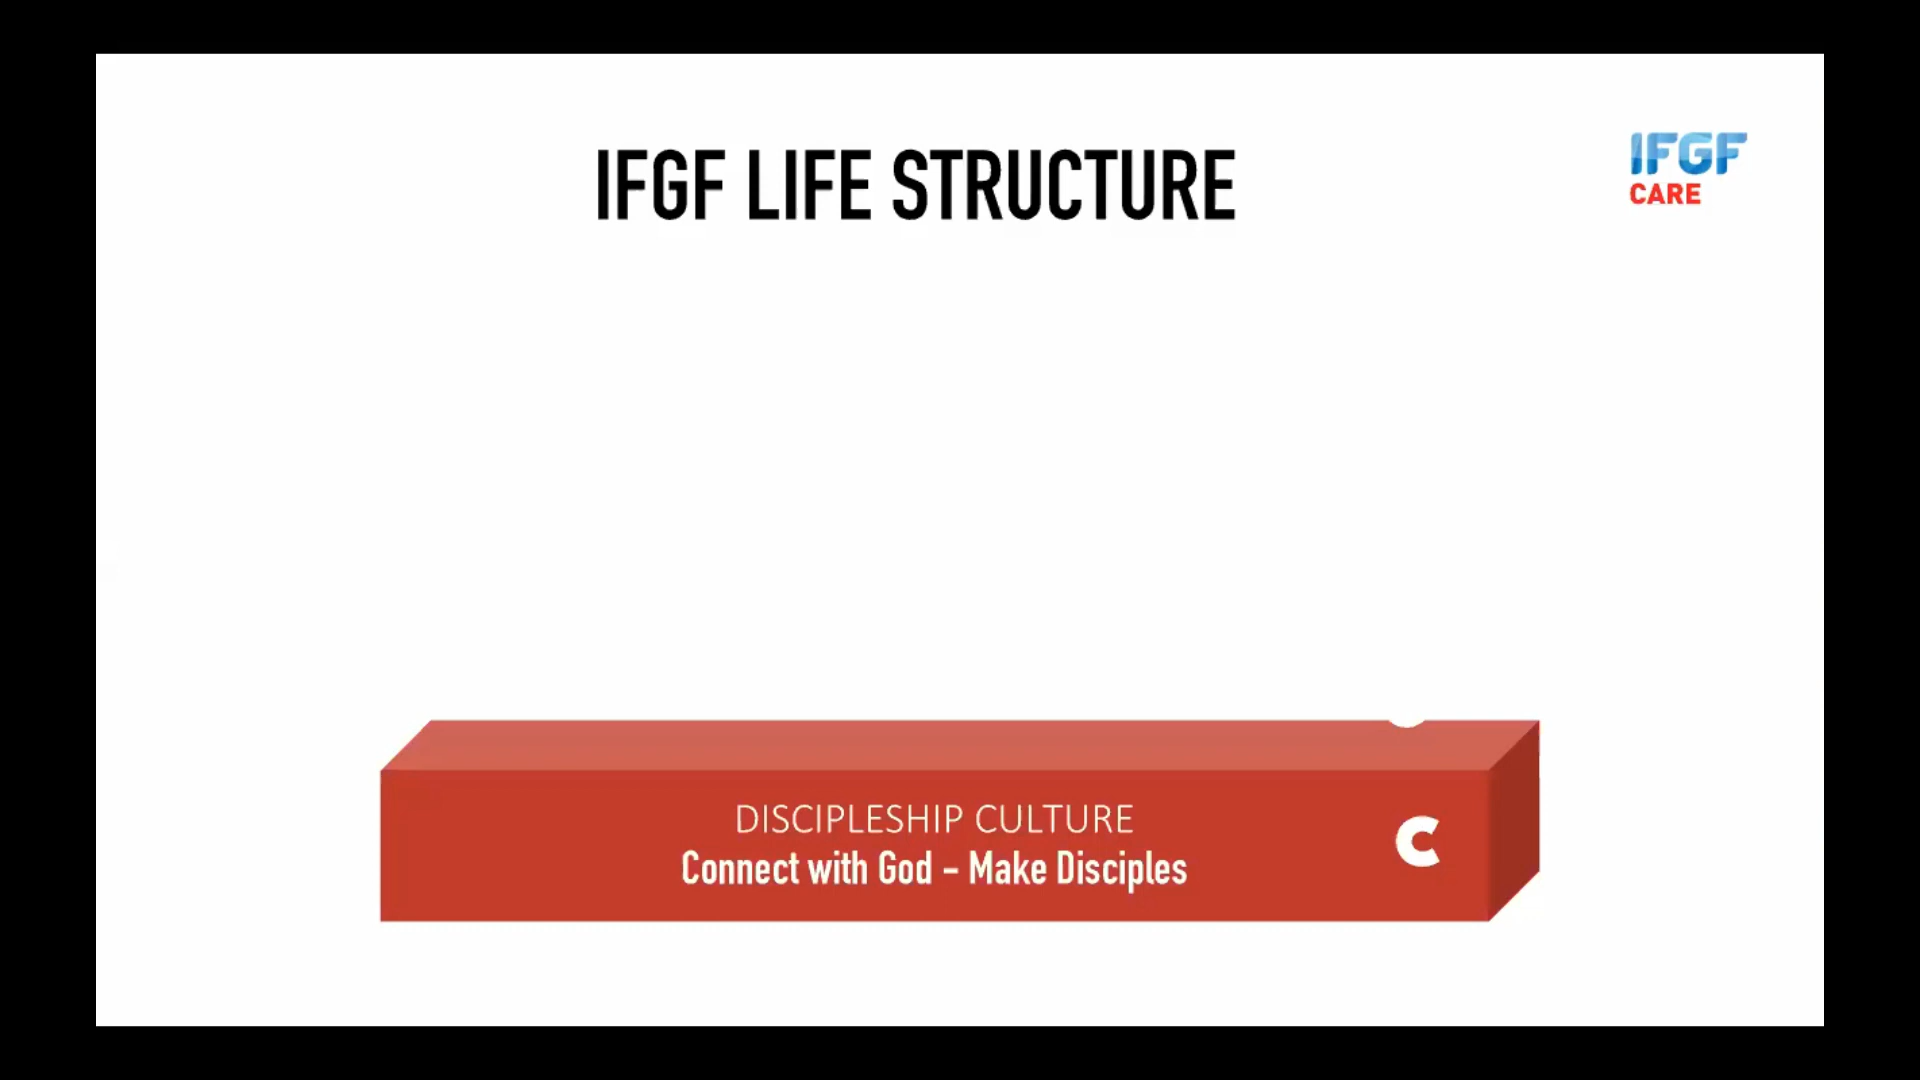 IFGF LIFE STRUCTURE
IFGF
CARE
DISCIPLESHIP CULTURE
Connect with God - Make Disciples
C